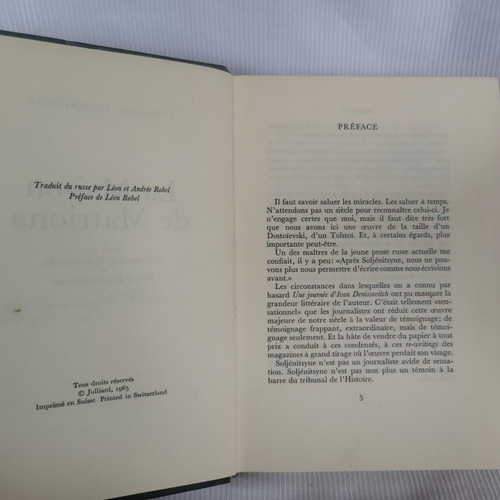 Traduit du russe par Léon et Andrée Robel
Préface de Léon Robel
Tous droits réservés
© Julliard, 1965
Imprimé en Suisse Printed in Switzerland
PRÉFACE
Il faut savoir saluer les miracles. Les saluer à temps.
N'attendons pas un siècle pour reconnaître celui-ci. Je
m'engage certes que moi, mais il faut dire très fort
que nous avons ici une œuvre de la taille d'un
Dostoïevski, d'un Tolstoï. Et, à certains égards, plus
importante peut-être.
Un des maîtres de la jeune prose russe actuelle me
confiait, il y a peu: «Après Soljénitsyne, nous ne pou-
vons plus nous permettre d'écrire comme nous écrivions
avant.»
Les circonstances dans lesquelles on a connu par
hasard Une journée d'Ivan Denissovitch ont pu masquer la
grandeur littéraire de l'auteur. C'était tellement «sen-
sationnel» que les journalistes ont réduit cette œuvre
majeure de notre siècle à la valeur de témoignage; de
témoignage frappant, extraordinaire, mais de témoi-
gnage seulement. Et la hâte de vendre du papier à tout
prix a conduit à ces condensés, à ces re-writings des
magazines à grand tirage où l'œuvre perdait son visage.
Soljénitsyne n'est pas un journaliste avide de sensa-
tion. Soljénitsyne n'est pas non plus un témoin à la
barre du tribunal de l'Histoire.
5